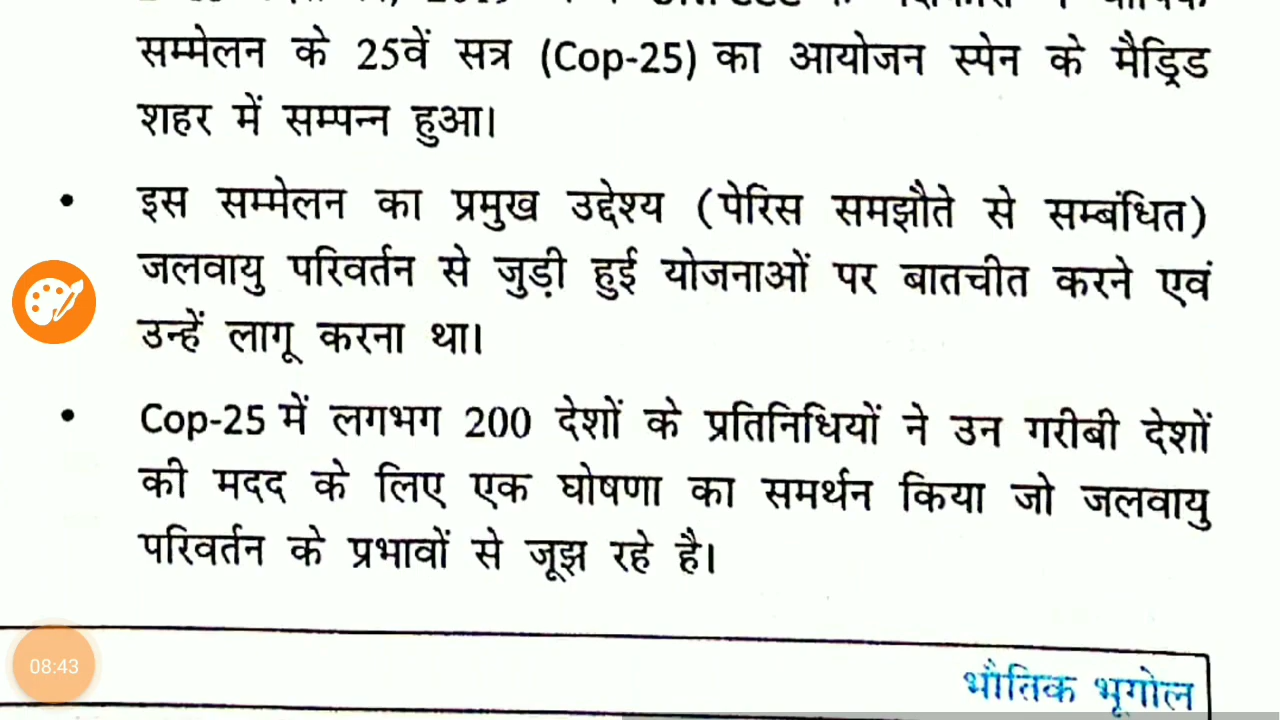 सम्मेलन के 25वें सत्र (Cop-25) का आयोजन स्पेन के मैड्रिड
शहर में सम्पन्न हुआ।
• इस सम्मेलन का प्रमुख उद्देश्य (पेरिस समझौते से सम्बंधित)
जलवायु परिवर्तन से जुड़ी हुई योजनाओं पर बातचीत करने एवं
उन्हें लागू करना था।
• Cop-25 में लगभग 200 देशों के प्रतिनिधियों ने उन गरीबी देशों
की मदद के लिए एक घोषणा का समर्थन किया जो जलवायु
परिवर्तन के प्रभावों से जूझ रहे है।
08:43
भौतिक भूगोल